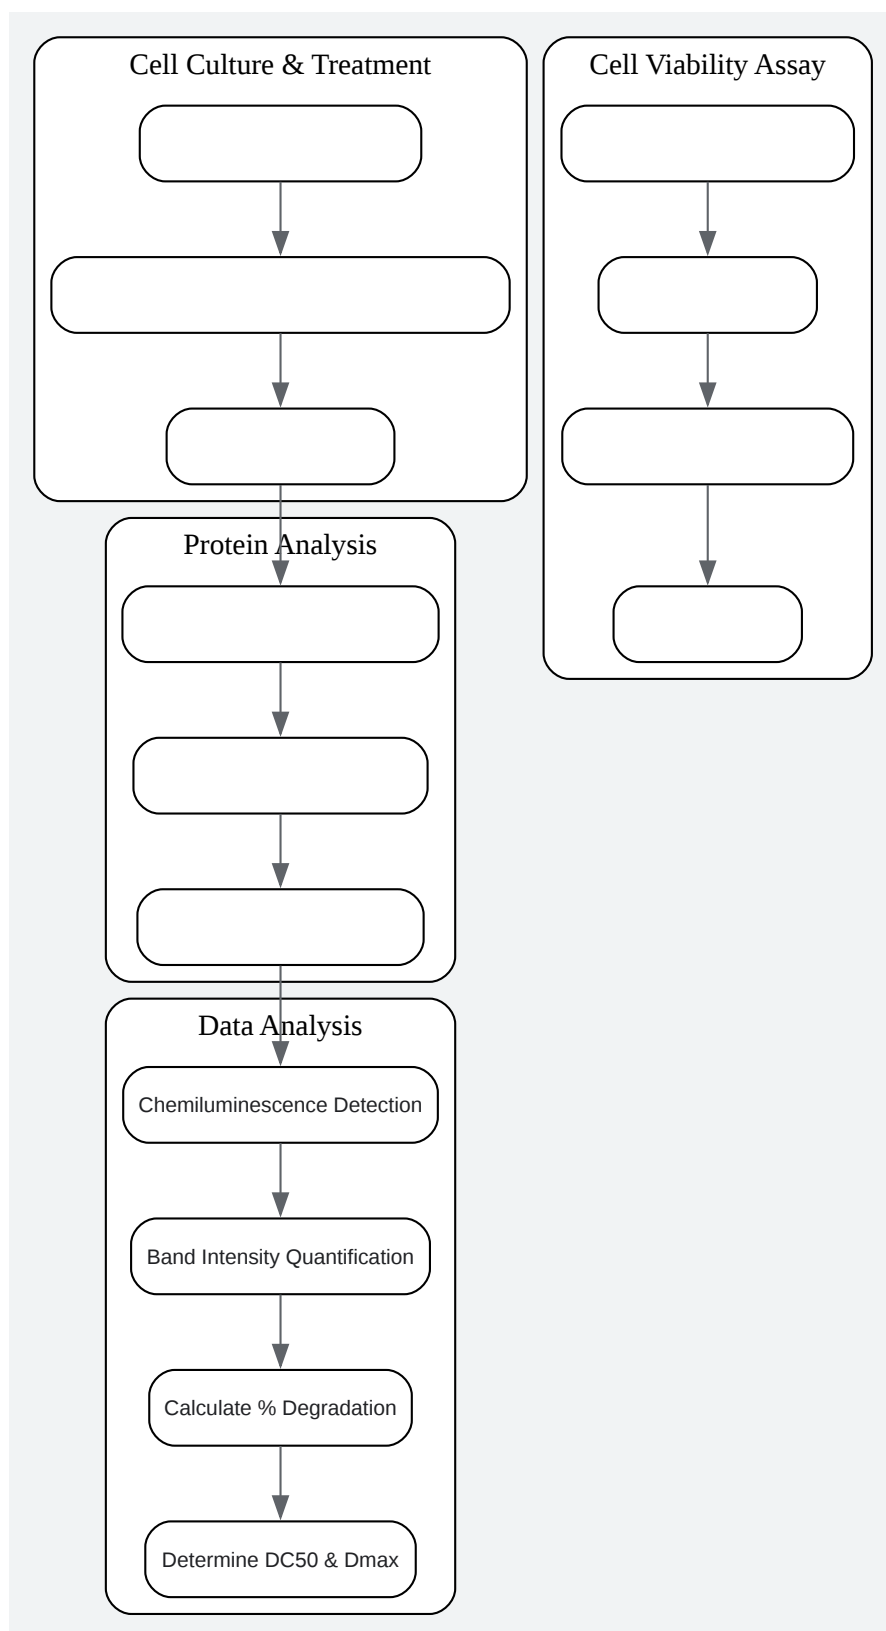 Cell Culture & Treatment
Cell Viability Assay
Protein Analysis
Data Analysis
Chemiluminescence Detection
Band Intensity Quantification
Calculate % Degradation
Determine DC50 & Dmax